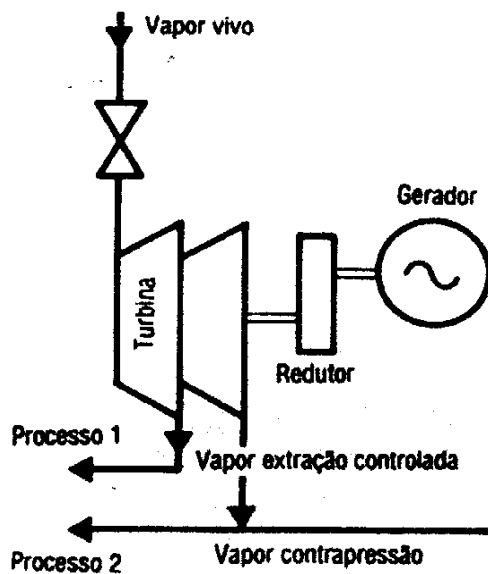 Vapor vivo
Gerador
Turbina
Redutor
Processo 1
Vapor extração controlada
Processo 2
Vapor contrapressão